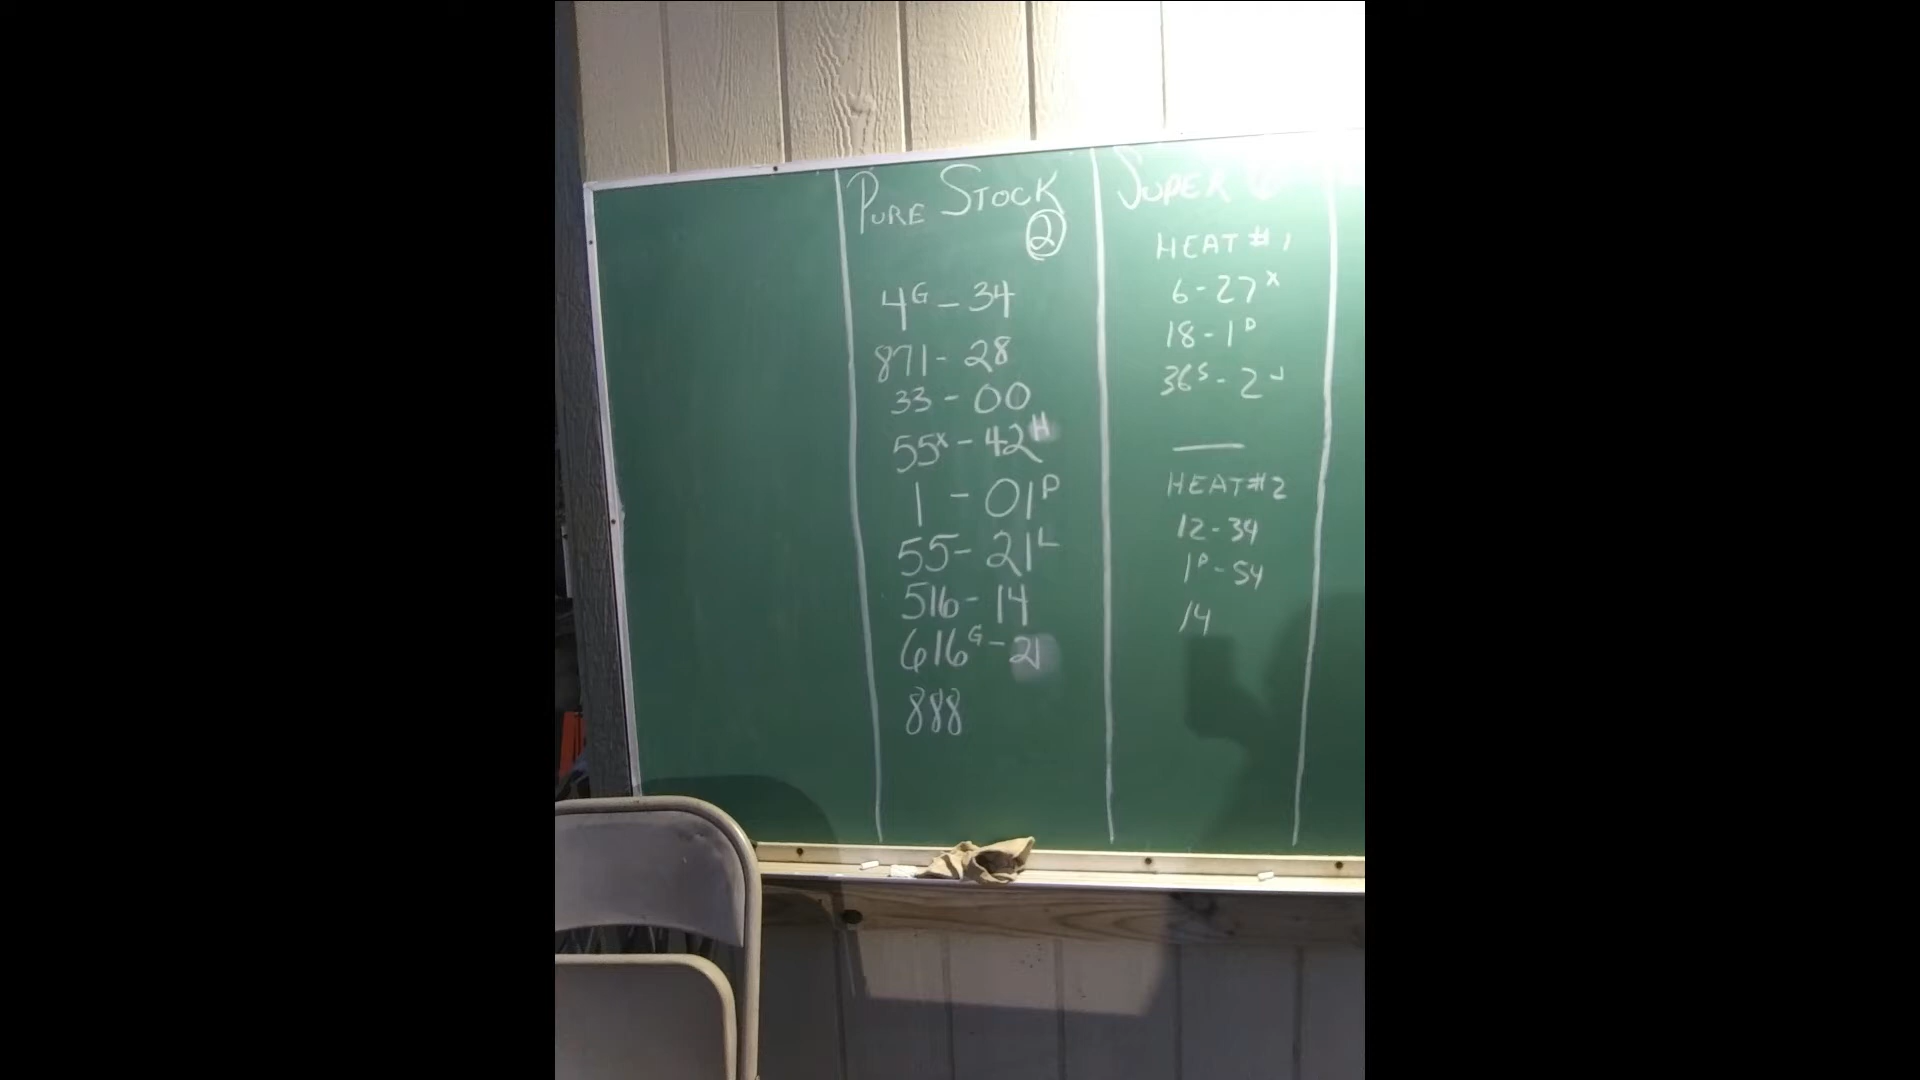 PURE STOCK
2
4G - 34
871 - 28
33 - 00
55X - 42H
1 - 01P
55 - 21L
516 - 14
616G - 21
888
SUPER
HEAT #1
6 - 27X
18 - 1D
36S - 2J
HEAT #2
12 - 34
1P - 54
14